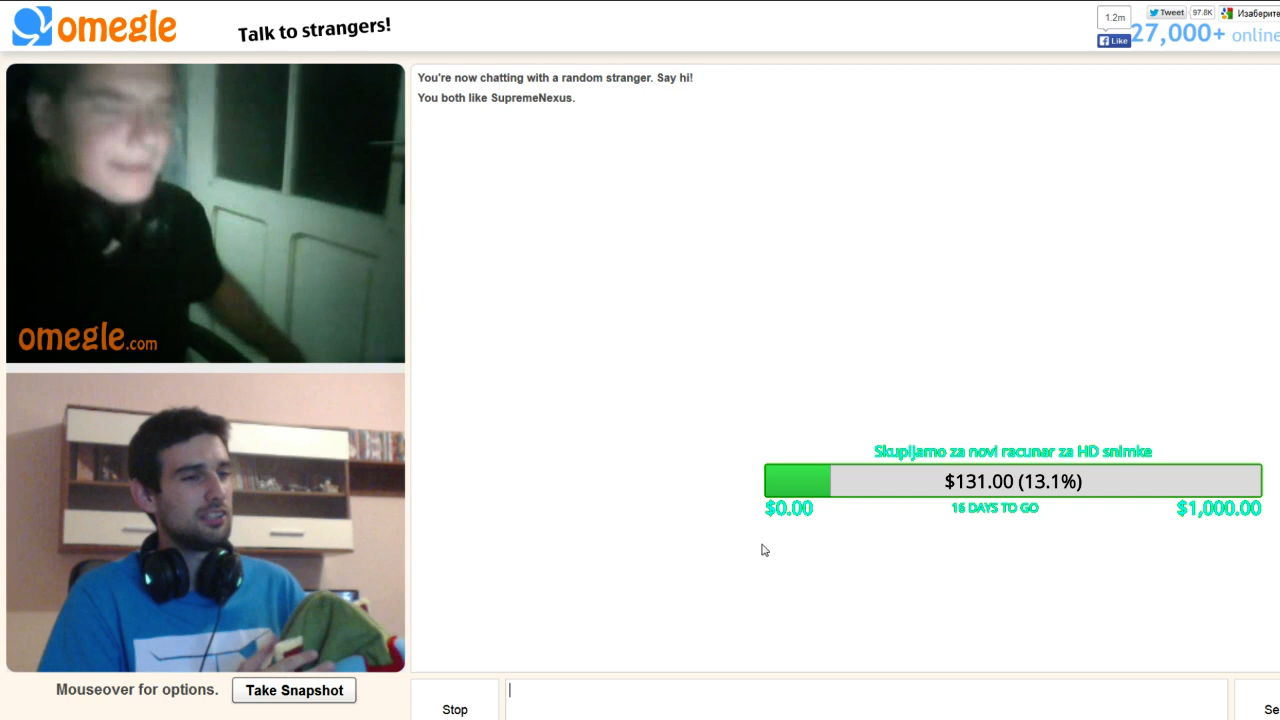 omegle
Talk to strangers!
1.2m
Like
Tweet
97.8K
Изаберите
27,000+ online
You're now chatting with a random stranger. Say hi!
You both like SupremeNexus.
omegle.com
Skupljamo za novi racunar za HD snimke
$131.00 (13.1%)
$0.00
16 DAYS TO GO
$1,000.00
Mouseover for options.
Take Snapshot
Stop
Se